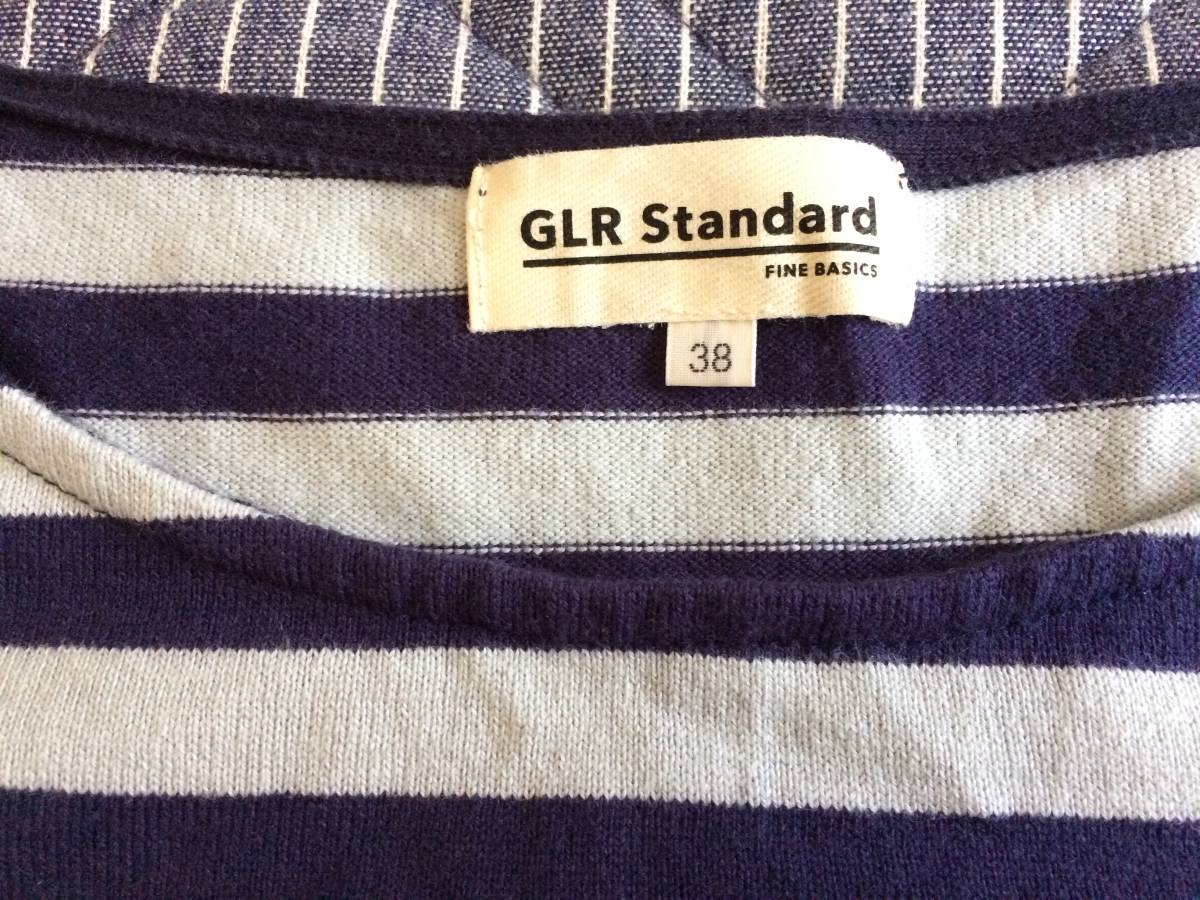 GLR Standard
FINE BASICS
38